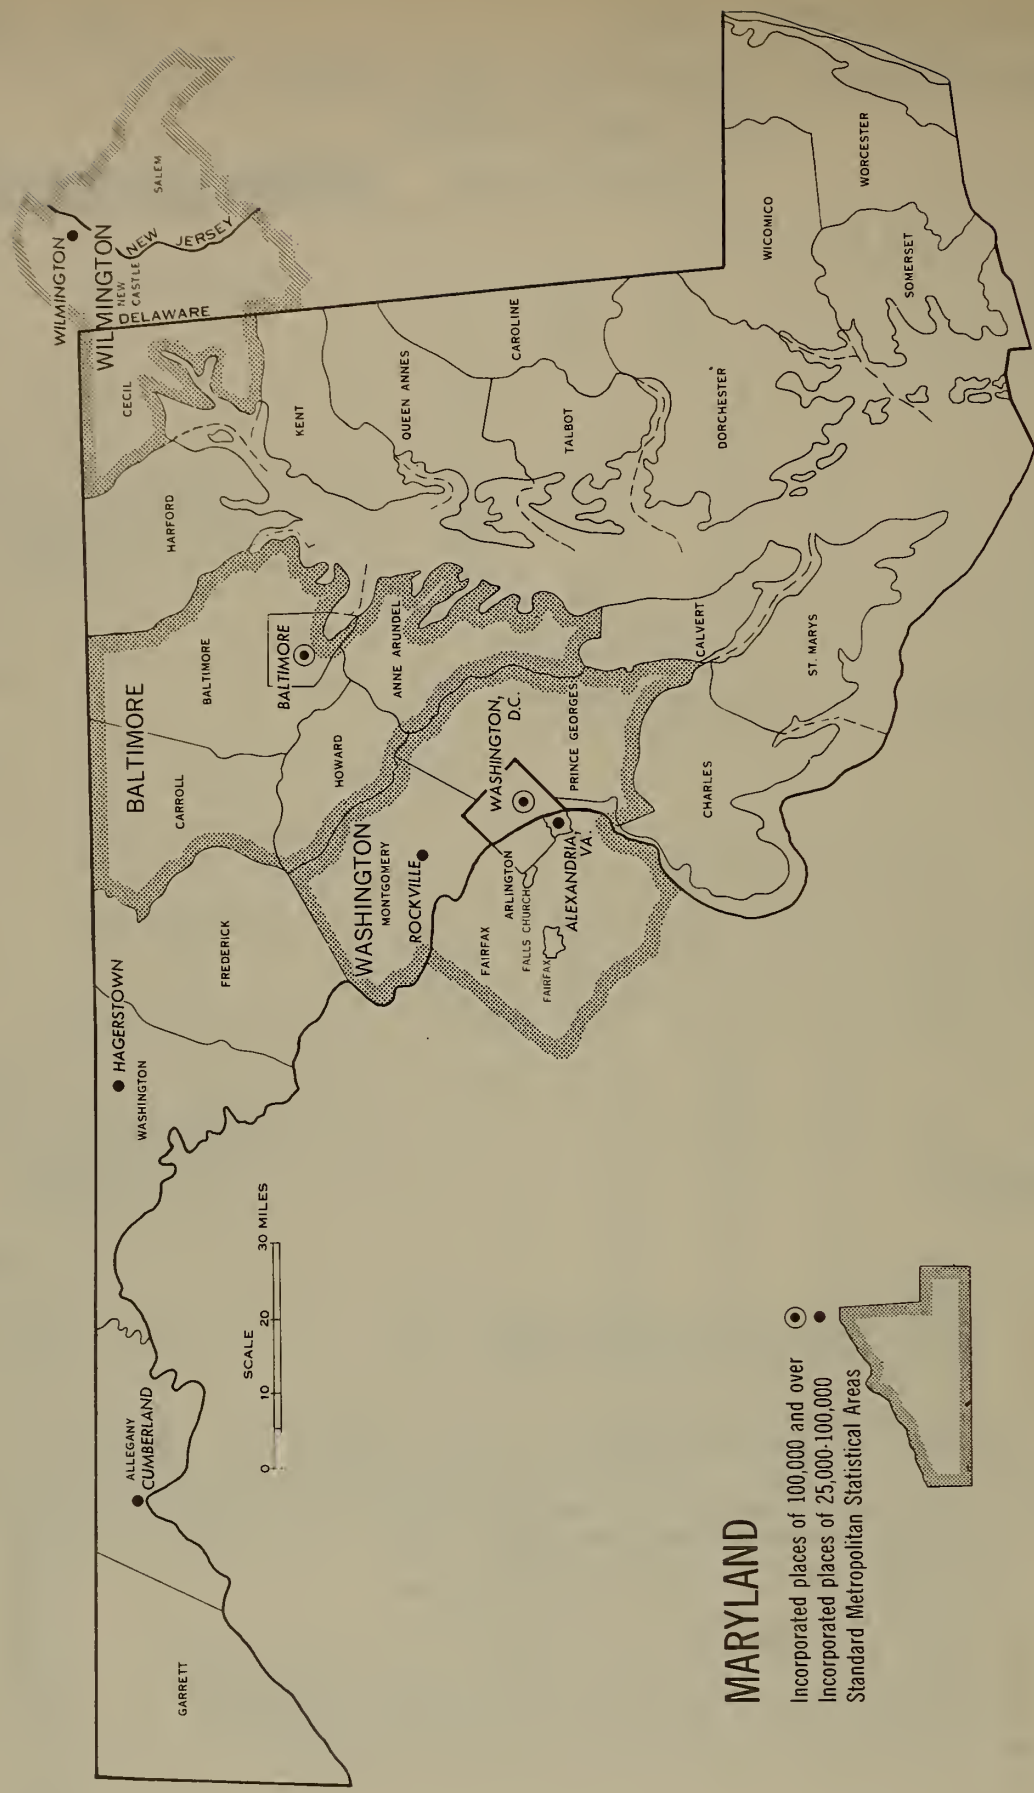 WILMINGTON
WILMINGTON
NEW
CASTLE
DELAWARE
NEW
JERSEY
SALEM
CECIL
HARFORD
KENT
QUEEN ANNES
CAROLINE
TALBOT
DORCHESTER
WICOMICO
WORCESTER
SOMERSET
BALTIMORE
CARROLL
BALTIMORE
BALTIMORE
HOWARD
ANNE ARUNDEL
CALVERT
ST. MARYS
CHARLES
PRINCE GEORGES
WASHINGTON,
D.C.
WASHINGTON
MONTGOMERY
ROCKVILLE
ARLINGTON
FALLS CHURCH
FAIRFAX
FAIRFAX
ALEXANDRIA,
VA.
FREDERICK
HAGERSTOWN
WASHINGTON
ALLEGANY
CUMBERLAND
GARRETT
SCALE
0 10 20 30 MILES
MARYLAND
Incorporated places of 100,000 and over
Incorporated places of 25,000-100,000
Standard Metropolitan Statistical Areas